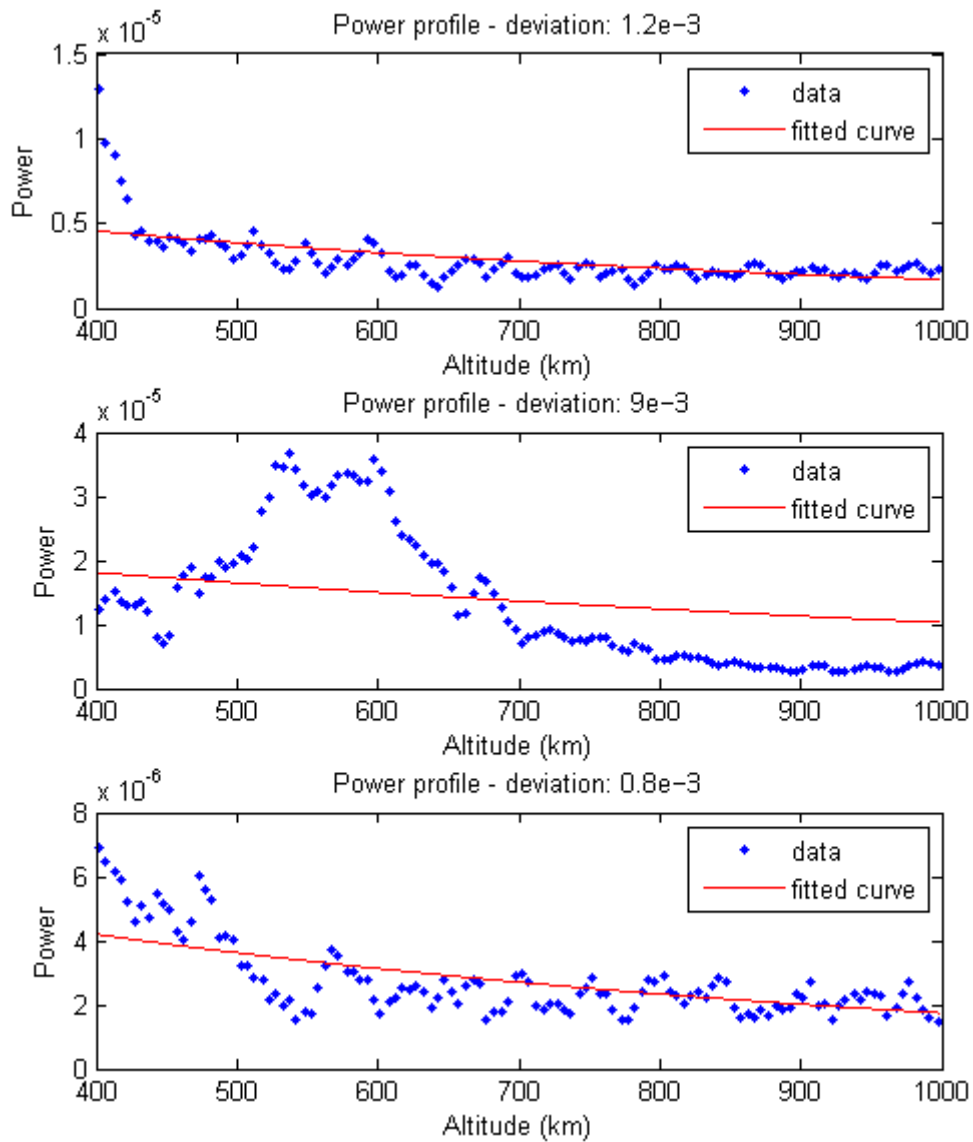 Power profile - deviation: 1.2e-3
x 10^-5
1.5
1
0.5
0
Power
data
fitted curve
400 500 600 700 800 900 1000
Altitude (km)
Power profile - deviation: 9e-3
x 10^-5
4
3
2
1
0
Power
data
fitted curve
400 500 600 700 800 900 1000
Altitude (km)
Power profile - deviation: 0.8e-3
x 10^-6
8
6
4
2
0
Power
data
fitted curve
400 500 600 700 800 900 1000
Altitude (km)